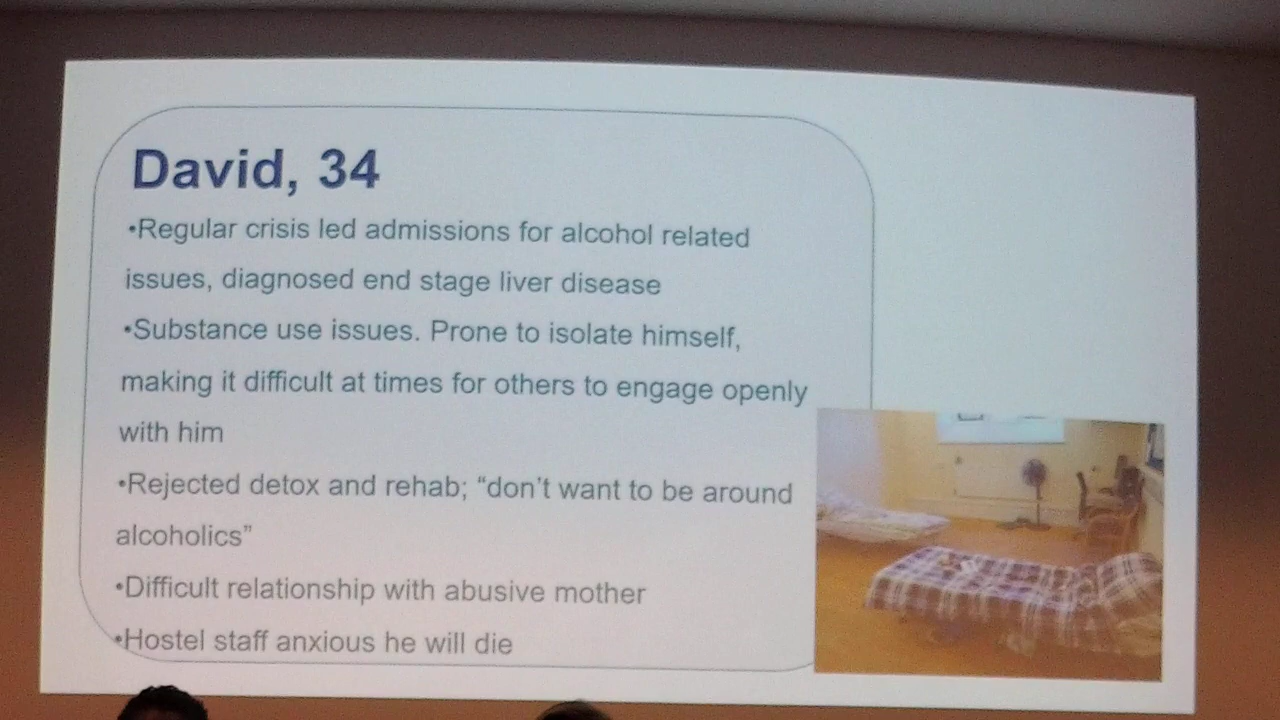 David, 34
•Regular crisis led admissions for alcohol related
issues, diagnosed end stage liver disease
•Substance use issues. Prone to isolate himself,
making it difficult at times for others to engage openly
with him
•Rejected detox and rehab; “don’t want to be around
alcoholics”
•Difficult relationship with abusive mother
•Hostel staff anxious he will die